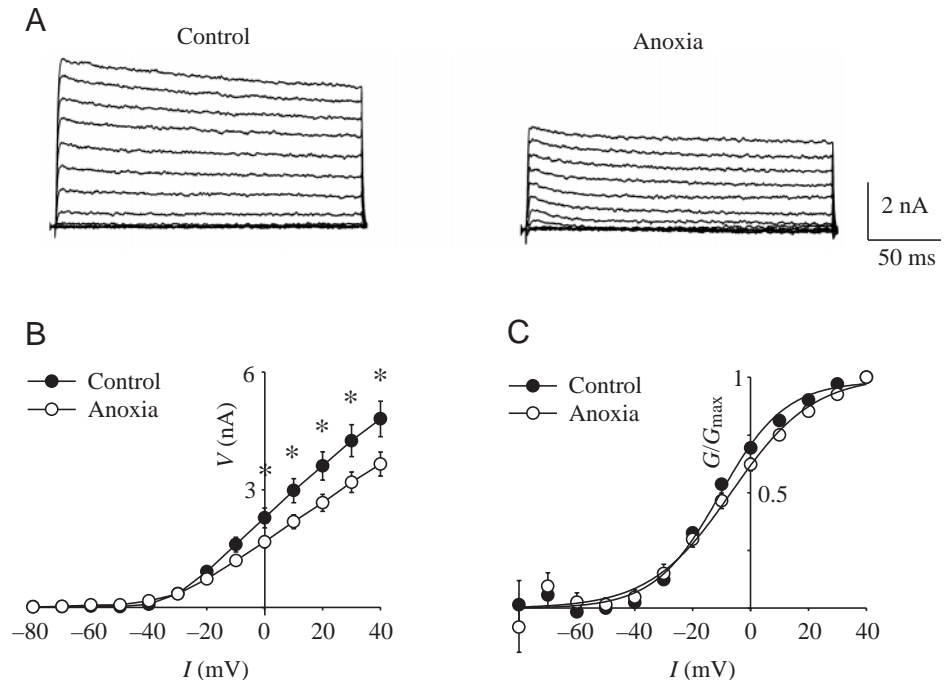 A
Control
Anoxia
2 nA
50 ms
B
Control
Anoxia
6
3
V (nA)
* * * * *
–80 –60 –40 –20 0 20 40
I (mV)
C
Control
Anoxia
1
0.5
G/Gmax
–60 –40 –20 0 20 40
I (mV)